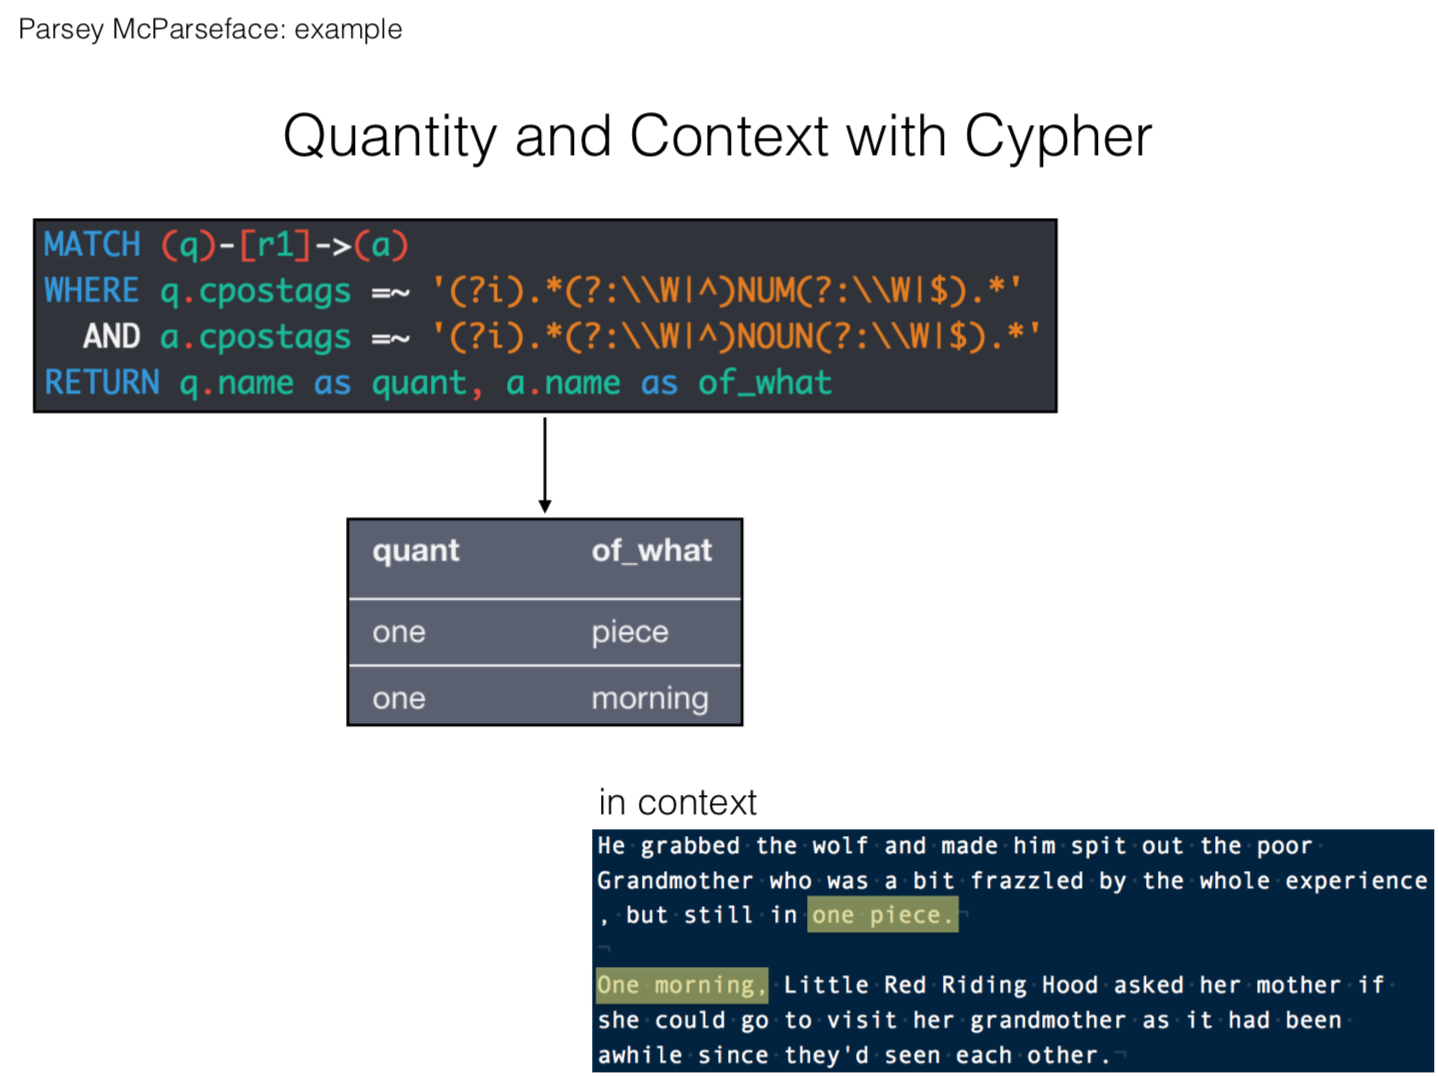 Parsey McParseface: example
Quantity and Context with Cypher
MATCH (q)-[r1]->(a)
WHERE q.cpostags =~ '(?i).*(?:\\W|^)NUM(?:\\W|$).*'
AND a.cpostags =~ '(?i).*(?:\\W|^)NOUN(?:\\W|$).*'
RETURN q.name as quant, a.name as of_what
quant of_what
one piece
one morning
in context
He grabbed the wolf and made him spit out the poor
Grandmother who was a bit frazzled by the whole experience
, but still in one piece.
One morning, Little Red Riding Hood asked her mother if
she could go to visit her grandmother as it had been
awhile since they'd seen each other.